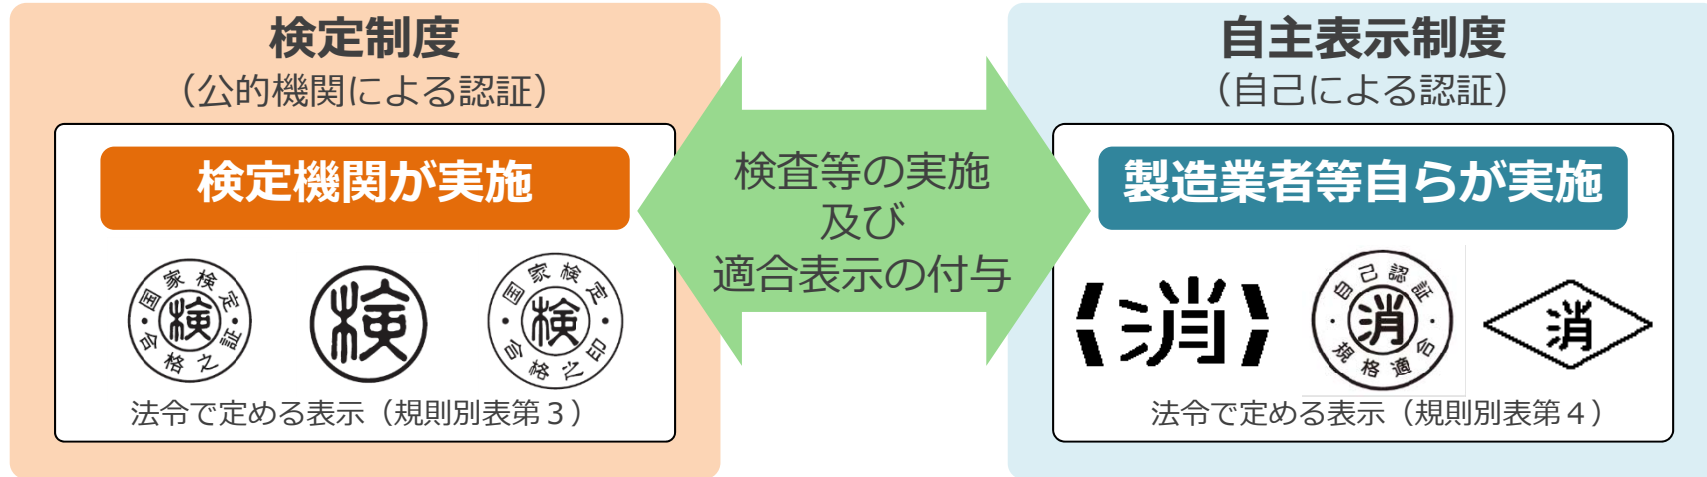 検定制度
（公的機関による認証）
検定機関が実施
国家検定
検
合格之証
検
国家検定
検
合格之印
法令で定める表示（規則別表第３）
検査等の実施
及び
適合表示の付与
自主表示制度
（自己による認証）
製造業者等自らが実施
消
自己認証
消
規格適合
消
法令で定める表示（規則別表第４）